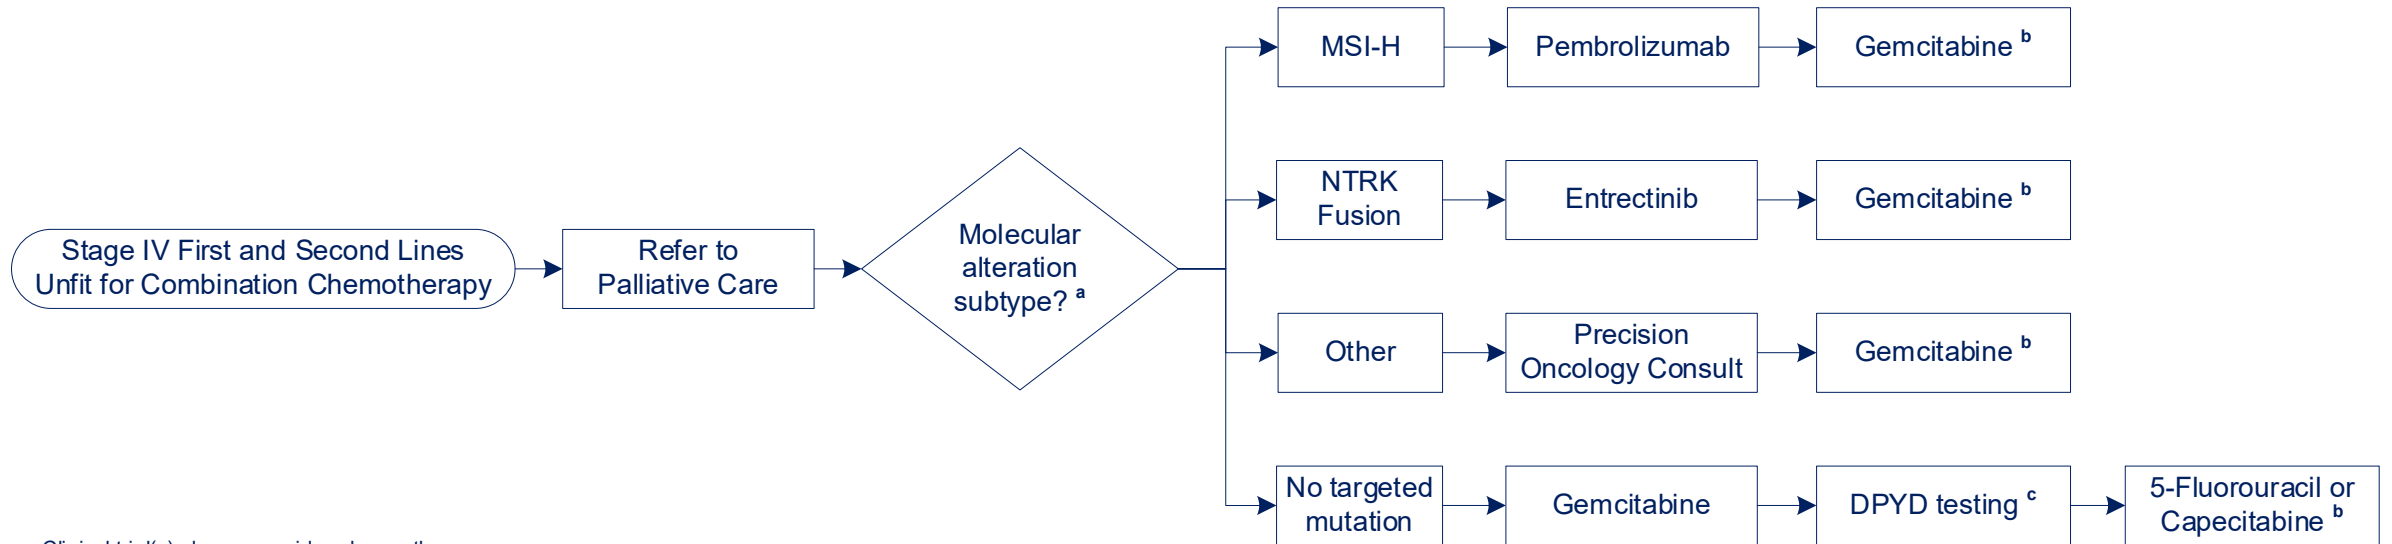 MSI-H
Pembrolizumab
Gemcitabine b
NTRK
Fusion
Entrectinib
Gemcitabine b
Stage IV First and Second Lines
Unfit for Combination Chemotherapy
Refer to
Palliative Care
Molecular
alteration
subtype? a
Other
Precision
Oncology Consult
Gemcitabine b
No targeted
mutation
Gemcitabine
DPYD testing c
5-Fluorouracil or
Capecitabine b